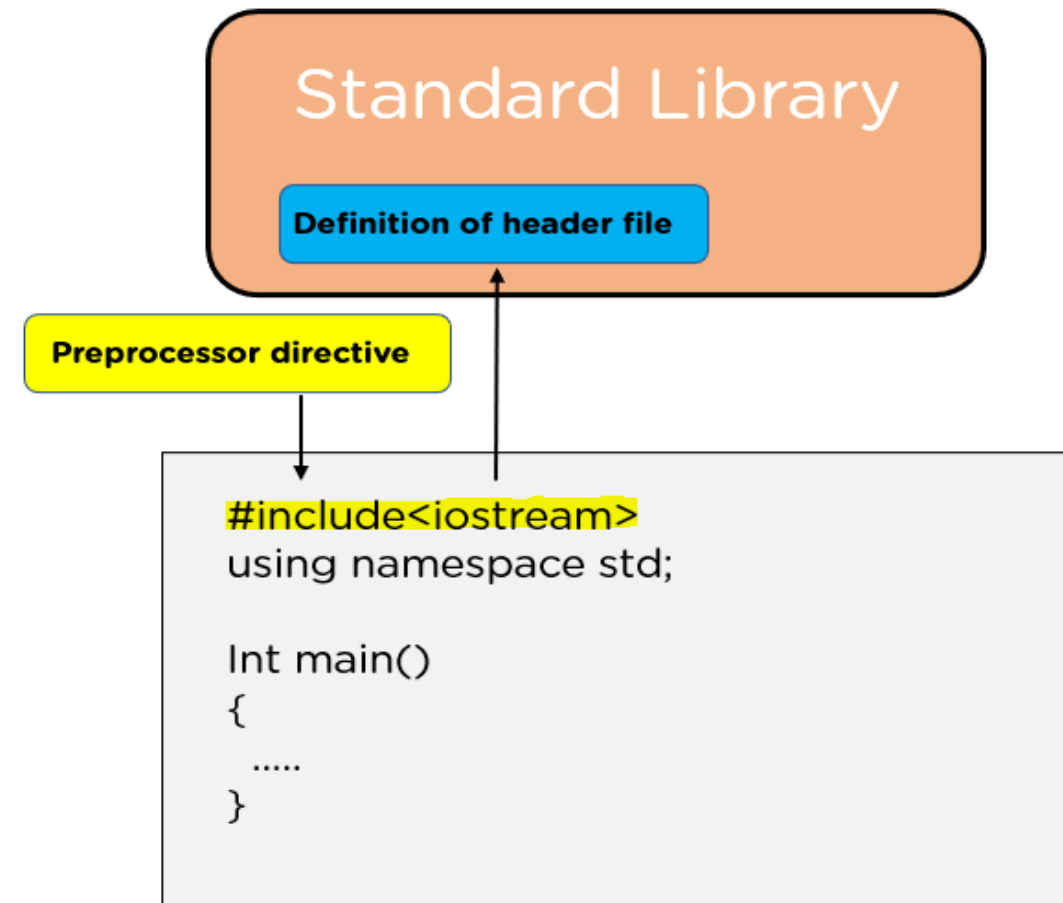 Standard Library
Definition of header file
Preprocessor directive
#include<iostream>
using namespace std;
Int main()
{
.....
}